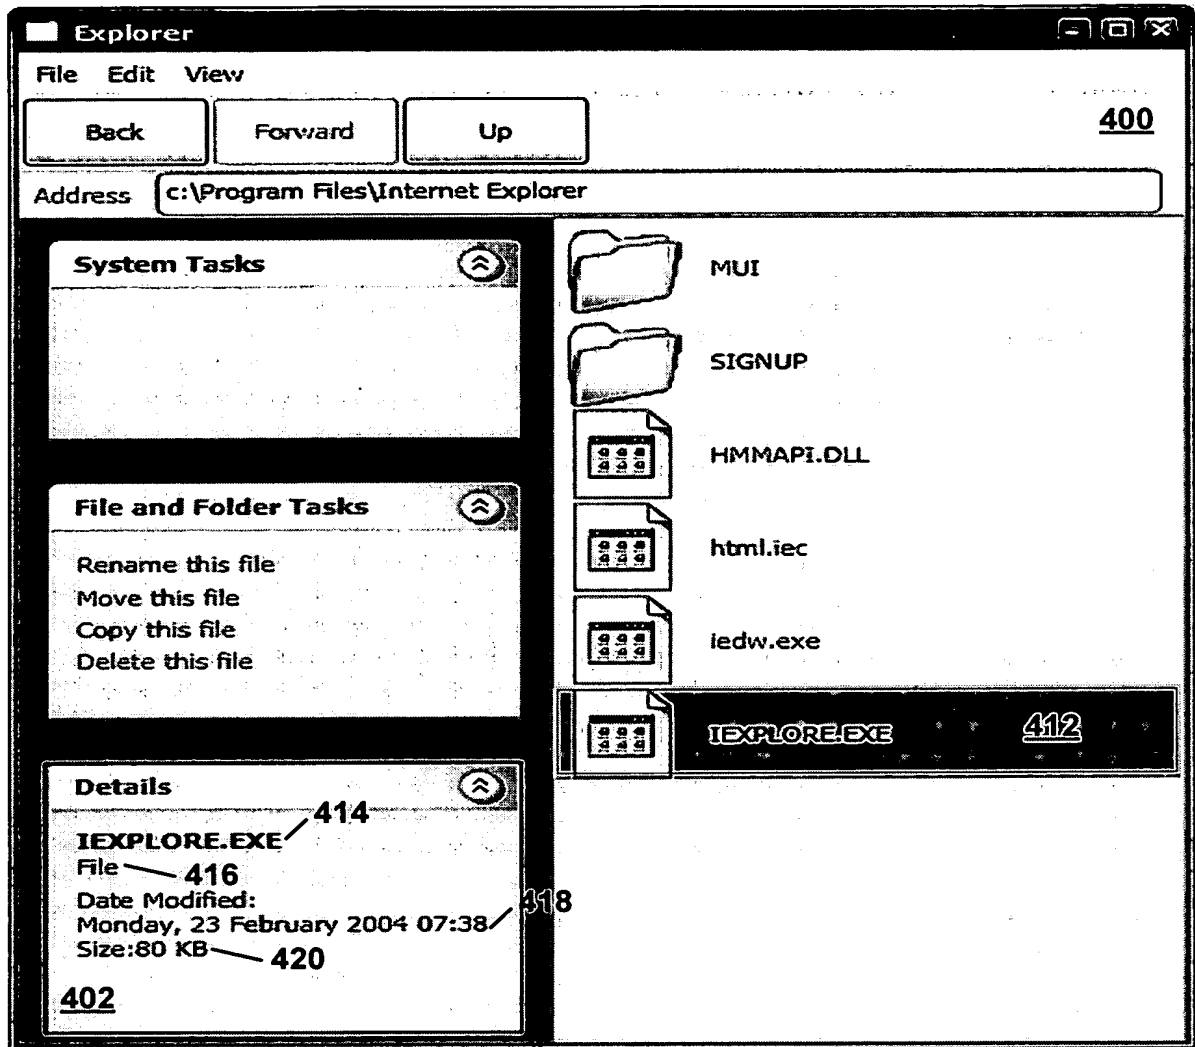 Explorer
File Edit View
Back Forward Up
400
Address c:\Program Files\Internet Explorer
System Tasks
File and Folder Tasks
Rename this file
Move this file
Copy this file
Delete this file
Details
414
IEXPLORE.EXE
File
416
Date Modified:
418
Monday, 23 February 2004 07:38
Size:80 KB
420
402
MUI
SIGNUP
HMMAPI.DLL
html.iec
iedw.exe
IEXPLORE.EXE 412